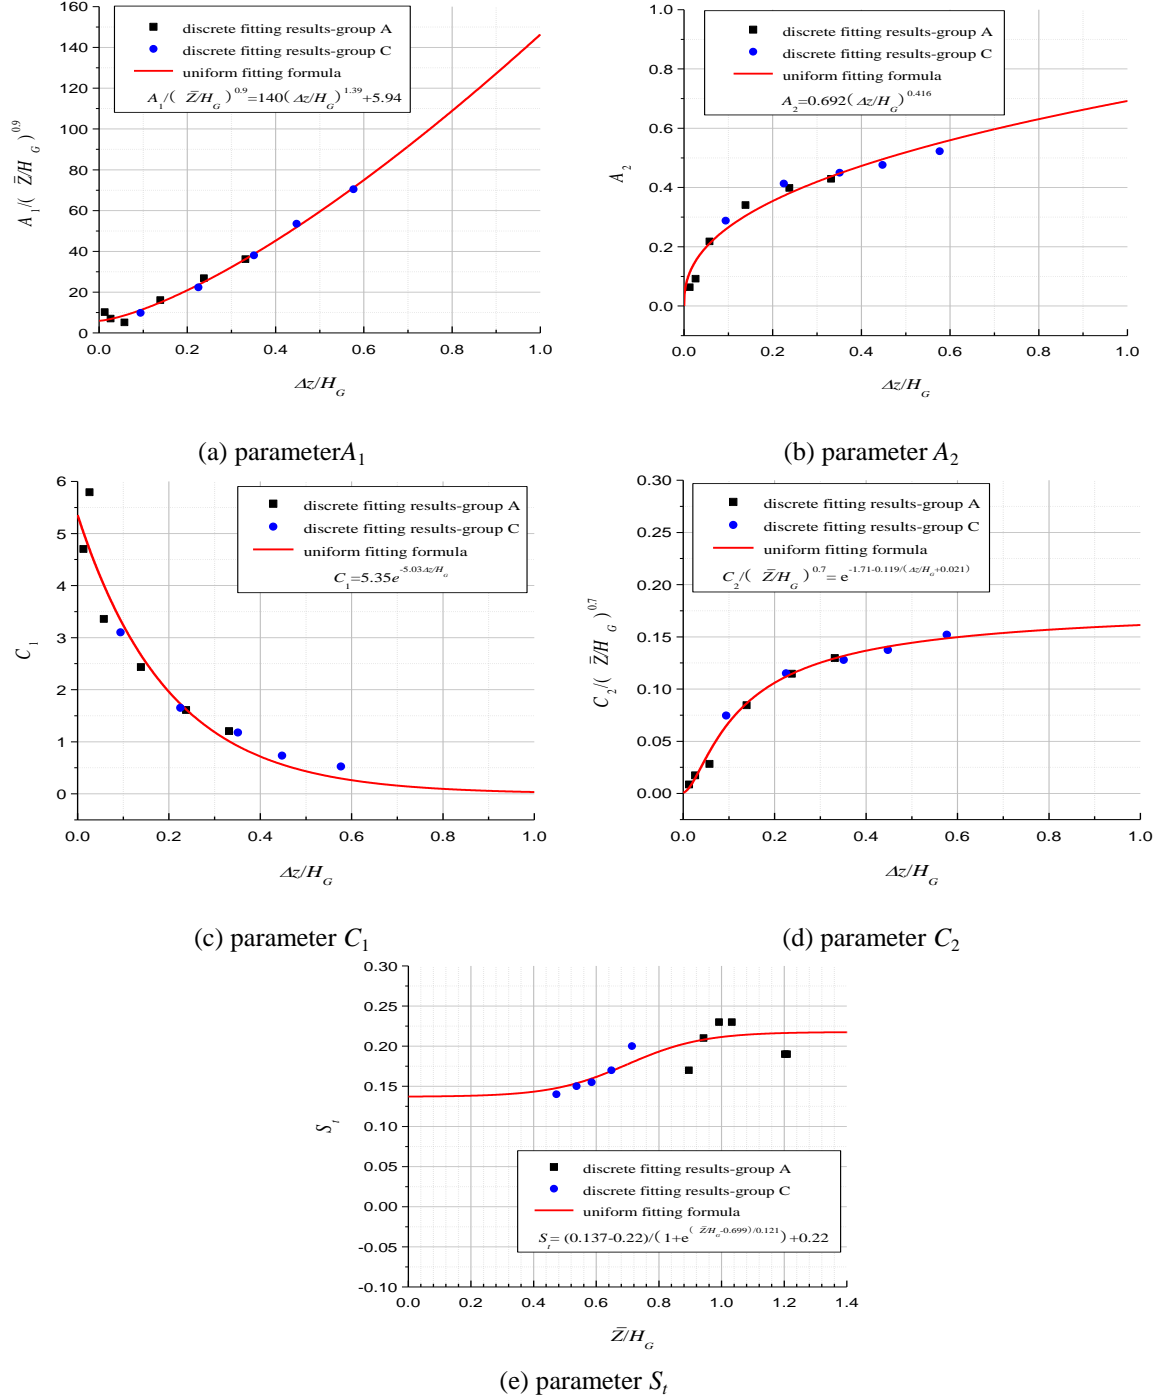 160
140
120
100
80
60
40
20
0
A1/( Z̄/HG )^0.9
discrete fitting results-group A
discrete fitting results-group C
uniform fitting formula
A1/( Z̄/HG )^0.9=140(Δz/HG)^1.39+5.94
0.0 0.2 0.4 0.6 0.8 1.0
Δz/HG
(a) parameterA1
1.0
0.8
0.6
0.4
0.2
0.0
A2
discrete fitting results-group A
discrete fitting results-group C
uniform fitting formula
A2=0.692(Δz/HG)^0.416
0.0 0.2 0.4 0.6 0.8 1.0
Δz/HG
(b) parameter A2
6
5
4
3
2
1
0
C1
discrete fitting results-group A
discrete fitting results-group C
uniform fitting formula
C1=5.35e^-5.03Δz/HG
0.0 0.2 0.4 0.6 0.8 1.0
Δz/HG
(c) parameter C1
0.30
0.25
0.20
0.15
0.10
0.05
0.00
C2/( Z̄/HG )^0.7
discrete fitting results-group A
discrete fitting results-group C
uniform fitting formula
C2/( Z̄/HG )^0.7 = e^-1.71-0.119/(Δz/HG+0.021)
0.0 0.2 0.4 0.6 0.8 1.0
Δz/HG
(d) parameter C2
0.30
0.25
0.20
0.15
0.10
0.05
0.00
-0.05
-0.10
St
discrete fitting results-group A
discrete fitting results-group C
uniform fitting formula
St= (0.137-0.22)/(1+e^( Z̄/HG-0.699)/0.121)+0.22
0.0 0.2 0.4 0.6 0.8 1.0 1.2 1.4
Z̄/HG
(e) parameter St